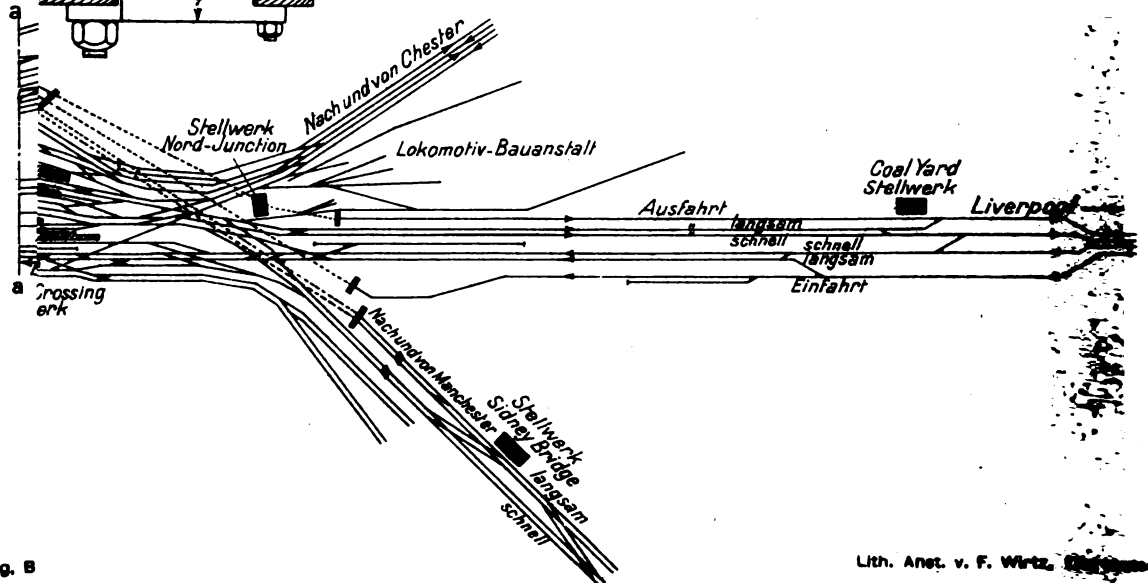 a
Nach und von Chester
Stellwerk
Nord-Junction
Lokomotiv-Bauanstalt
Coal Yard
Stellwerk
Ausfahrt
langsam
schnell
schnell
langsam
Liverpool
Einfahrt
a
Crossing
erk
Nach und von Manchester
Stellwerk
Sidney Bridge
langsam
schnell
g. B
Lith. Anst. v. F. Wirtz,